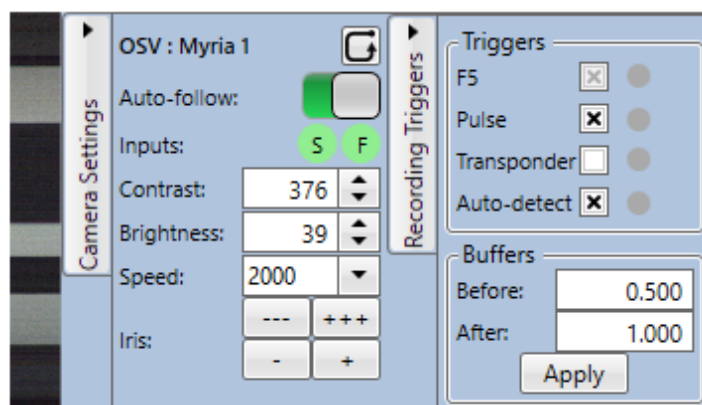 Camera Settings
OSV : Myria 1
Auto-follow:
Inputs: S F
Contrast: 376
Brightness: 39
Speed: 2000
Iris: --- +++
- +
Recording Triggers
Triggers
F5
Pulse
Transponder
Auto-detect
Buffers
Before: 0.500
After: 1.000
Apply